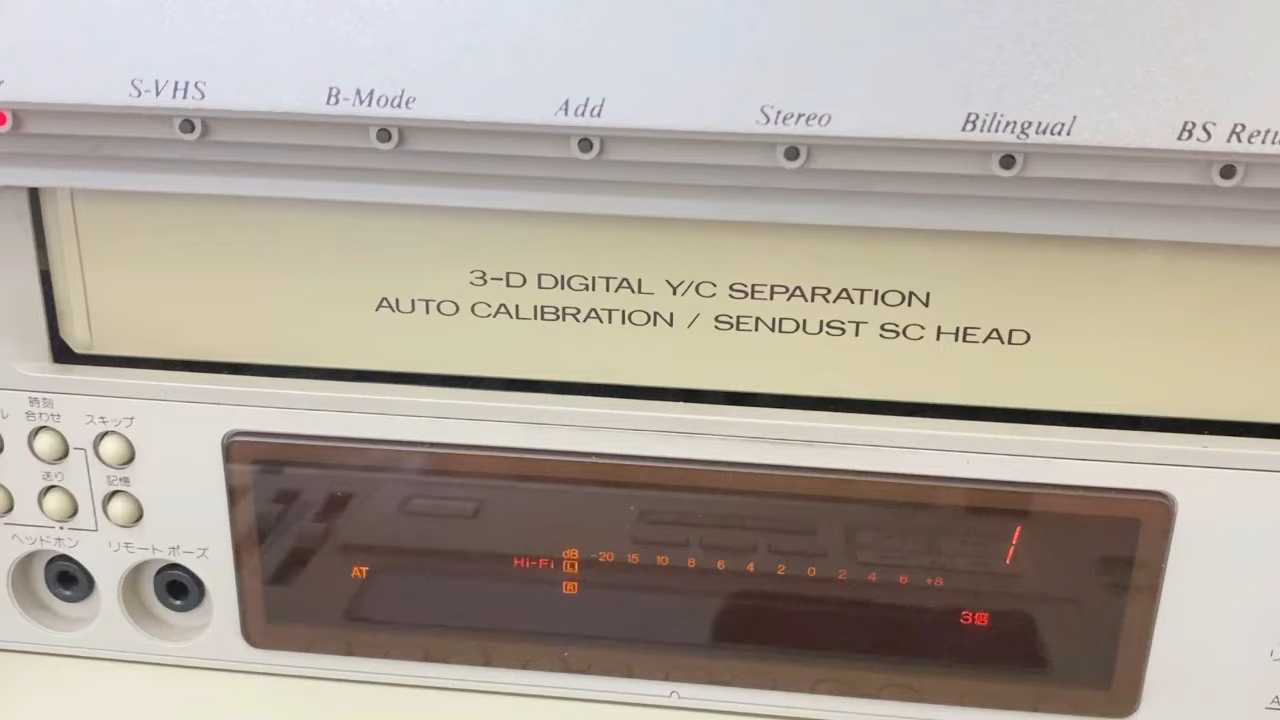 S-VHS B-Mode Add Stereo Bilingual BS
3-D DIGITAL Y/C SEPARATION
AUTO CALIBRATION / SENDUST SC HEAD
時刻
合わせ
スキップ
送り
記憶
ヘッドホン
リモート ポーズ
1
dB -20 15 10 8 6 4 2 0 2 4 6 +8
Hi-Fi L
AT
R
3倍